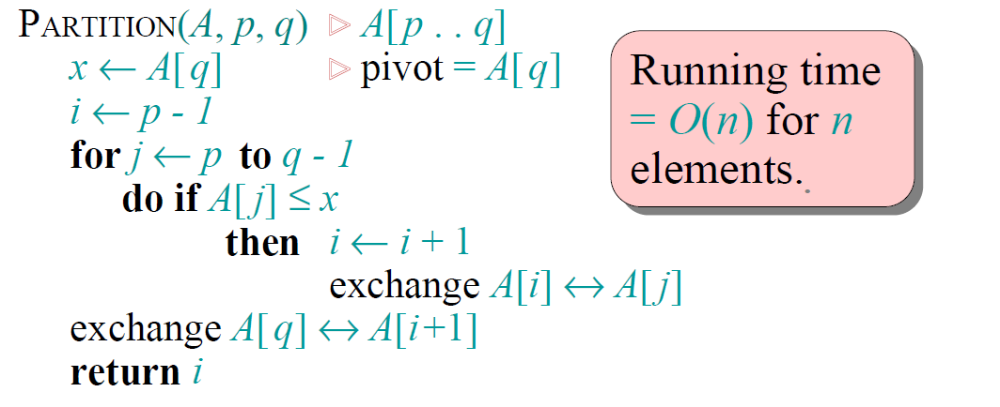 PARTITION(A, p, q) ▷ A[p . . q]
x ← A[q] ▷ pivot = A[q]
i ← p - 1
for j ← p to q - 1
do if A[j] ≤ x
then i ← i + 1
exchange A[i] ↔ A[j]
exchange A[q] ↔ A[i+1]
return i
Running time
= O(n) for n
elements.